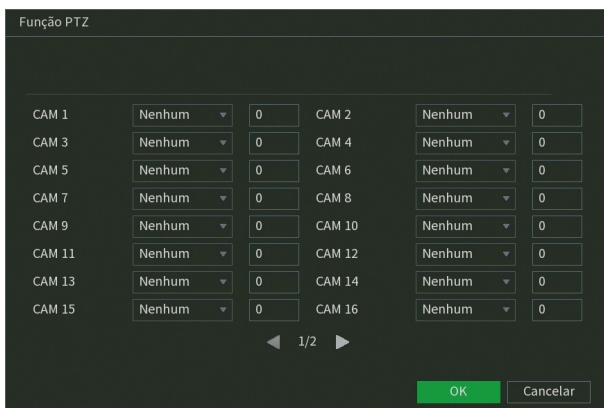 Função PTZ
CAM 1 Nenhum 0 CAM 2 Nenhum 0
CAM 3 Nenhum 0 CAM 4 Nenhum 0
CAM 5 Nenhum 0 CAM 6 Nenhum 0
CAM 7 Nenhum 0 CAM 8 Nenhum 0
CAM 9 Nenhum 0 CAM 10 Nenhum 0
CAM 11 Nenhum 0 CAM 12 Nenhum 0
CAM 13 Nenhum 0 CAM 14 Nenhum 0
CAM 15 Nenhum 0 CAM 16 Nenhum 0
1/2
OK Cancelar